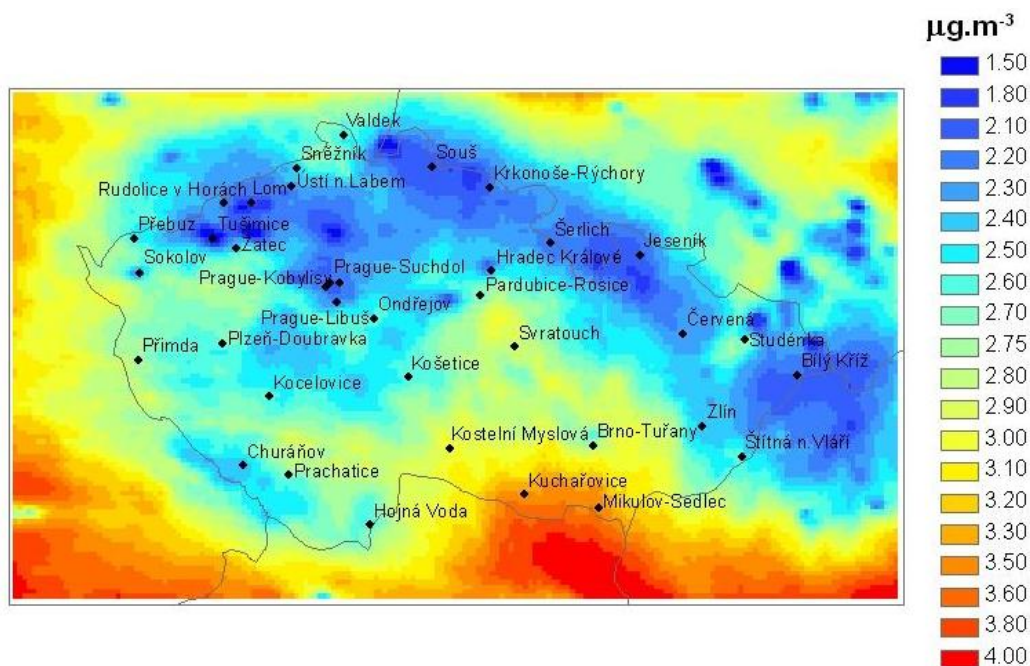 µg.m-3
1.50
1.80
2.10
2.20
2.30
2.40
2.50
2.60
2.70
2.75
2.80
2.90
3.00
3.10
3.20
3.30
3.50
3.60
3.80
4.00
Valdek
Sněžník
Souš
Ústí n.Labem
Rudolice v Horách Lom
Krkonoše-Rýchory
Přebuz
Tušimice
Žatec
Šerlich
Jeseník
Sokolov
Prague-Kobylisy
Prague-Suchdol
Hradec Králové
Pardubice-Rosice
Prague-Libuš
Ondřejov
Přimda
Plzeň-Doubravka
Svratouch
Červená
Studénka
Košetice
Bílý Kříž
Kocelovice
Zlín
Kostelní Myslová
Brno-Tuřany
Štítná n.Vláří
Churáňov
Prachatice
Kuchařovice
Mikulov-Sedlec
Hojná Voda